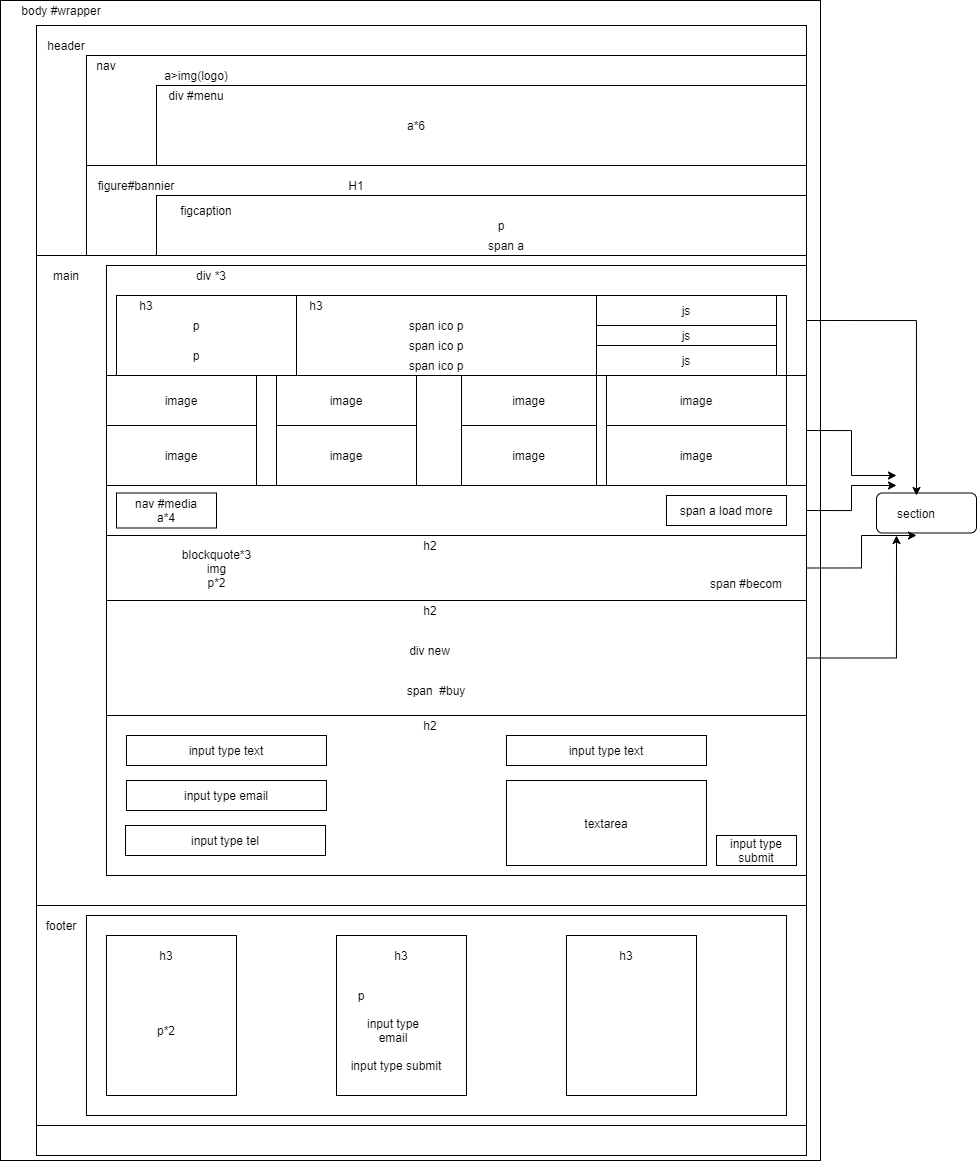 body #wrapper
header
nav
a>img(logo)
div #menu
a*6
figure#bannier
H1
figcaption
p
span a
main
div *3
h3
p
p
h3
span ico p
span ico p
span ico p
js
js
js
image
image
image
image
image
image
image
image
nav #media
a*4
span a load more
section
h2
blockquote*3
img
p*2
span #becom
h2
div new
span #buy
h2
input type text
input type text
input type email
input type tel
textarea
input type
submit
footer
h3
p*2
h3
p
input type
email
input type submit
h3